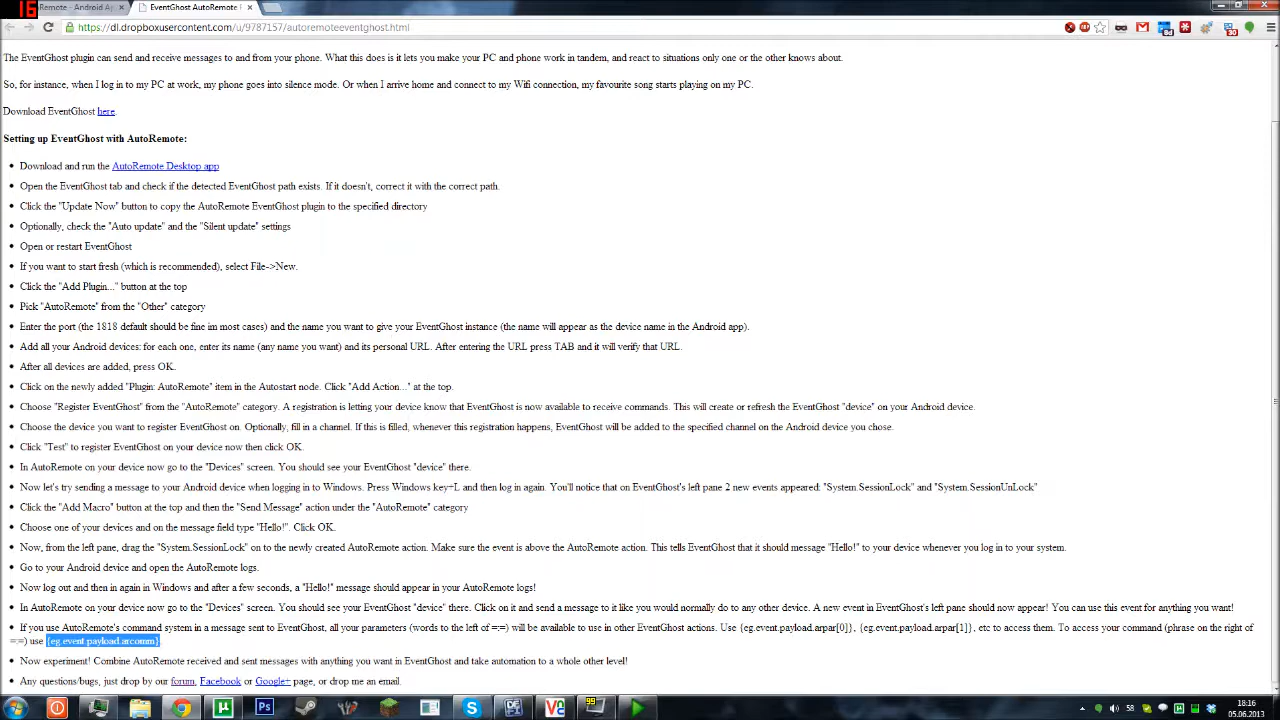 16
Remote - Android Ap
EventGhost AutoRemote
https://dl.dropboxusercontent.com/u/9787157/autoremoteeventghost.html
8d
30
The EventGhost plugin can send and receive messages to and from your phone. What this does is it lets you make your PC and phone work in tandem, and react to situations only one or the other knows about.
So, for instance, when I log in to my PC at work, my phone goes into silence mode. Or when I arrive home and connect to my Wifi connection, my favourite song starts playing on my PC.
Download EventGhost here.
Setting up EventGhost with AutoRemote:
• Download and run the AutoRemote Desktop app
• Open the EventGhost tab and check if the detected EventGhost path exists. If it doesn't, correct it with the correct path.
• Click the "Update Now" button to copy the AutoRemote EventGhost plugin to the specified directory
• Optionally, check the "Auto update" and the "Silent update" settings
• Open or restart EventGhost
• If you want to start fresh (which is recommended), select File->New.
• Click the "Add Plugin..." button at the top
• Pick "AutoRemote" from the "Other" category
• Enter the port (the 1818 default should be fine im most cases) and the name you want to give your EventGhost instance (the name will appear as the device name in the Android app).
• Add all your Android devices: for each one, enter its name (any name you want) and its personal URL. After entering the URL press TAB and it will verify that URL.
• After all devices are added, press OK.
• Click on the newly added "Plugin: AutoRemote" item in the Autostart node. Click "Add Action..." at the top.
• Choose "Register EventGhost" from the "AutoRemote" category. A registration is letting your device know that EventGhost is now available to receive commands. This will create or refresh the EventGhost "device" on your Android device.
• Choose the device you want to register EventGhost on. Optionally, fill in a channel. If this is filled, whenever this registration happens, EventGhost will be added to the specified channel on the Android device you chose.
• Click "Test" to register EventGhost on your device now then click OK.
• In AutoRemote on your device now go to the "Devices" screen. You should see your EventGhost "device" there.
• Now let's try sending a message to your Android device when logging in to Windows. Press Windows key+L and then log in again. You'll notice that on EventGhost's left pane 2 new events appeared: "System.SessionLock" and "System.SessionUnLock"
• Click the "Add Macro" button at the top and then the "Send Message" action under the "AutoRemote" category
• Choose one of your devices and on the message field type "Hello!". Click OK.
• Now, from the left pane, drag the "System.SessionLock" on to the newly created AutoRemote action. Make sure the event is above the AutoRemote action. This tells EventGhost that it should message "Hello!" to your device whenever you log in to your system.
• Go to your Android device and open the AutoRemote logs.
• Now log out and then in again in Windows and after a few seconds, a "Hello!" message should appear in your AutoRemote logs!
• In AutoRemote on your device now go to the "Devices" screen. You should see your EventGhost "device" there. Click on it and send a message to it like you would normally do to any other device. A new event in EventGhost's left pane should now appear! You can use this event for anything you want!
• If you use AutoRemote's command system in a message sent to EventGhost, all your parameters (words to the left of =:=) will be available to use in other EventGhost actions. Use {eg.event.payload.arpar[0]}, {eg.event.payload.arpar[1]}, etc to access them. To access your command (phrase on the right of
=:=) use {eg.event.payload.arcomm}
• Now experiment! Combine AutoRemote received and sent messages with anything you want in EventGhost and take automation to a whole other level!
• Any questions/bugs, just drop by our forum, Facebook or Google+ page, or drop me an email.
Ps
99
58
18:16
05.06.2013